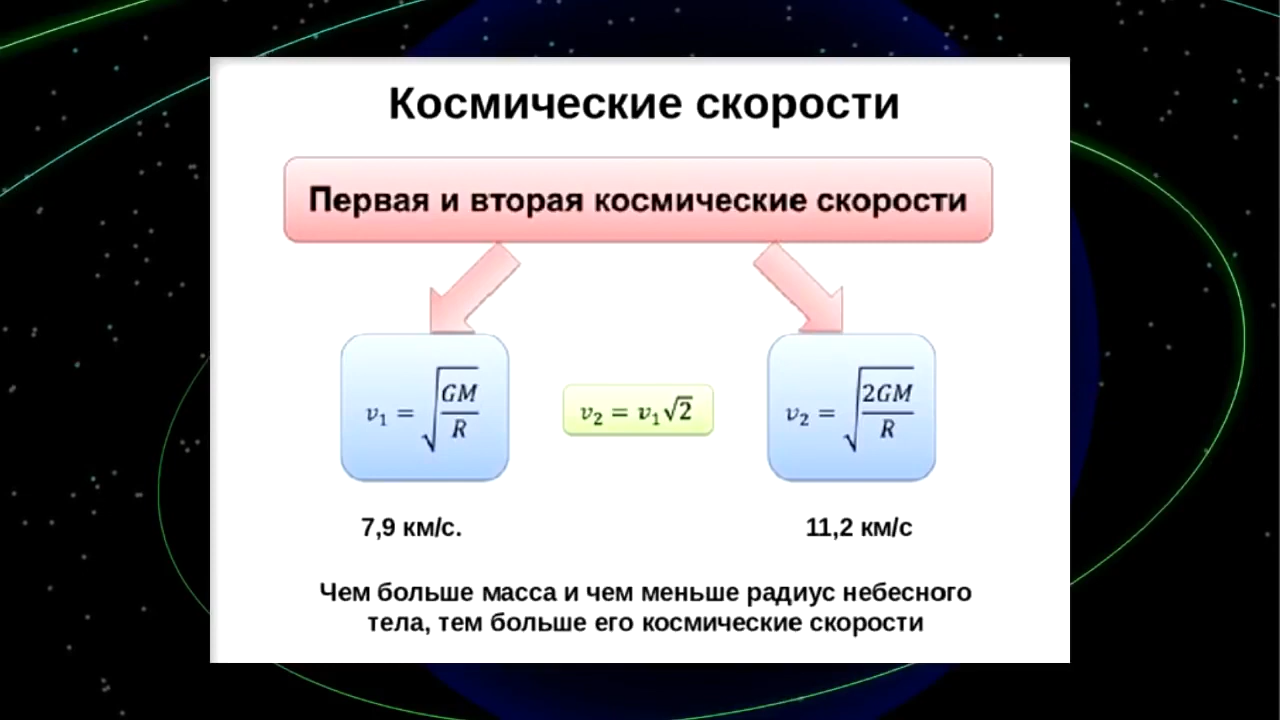 Космические скорости
Первая и вторая космические скорости
v₁ = √(GM/R)
v₂ = v₁√2
v₂ = √(2GM/R)
7,9 км/с.
11,2 км/с
Чем больше масса и чем меньше радиус небесного
тела, тем больше его космические скорости